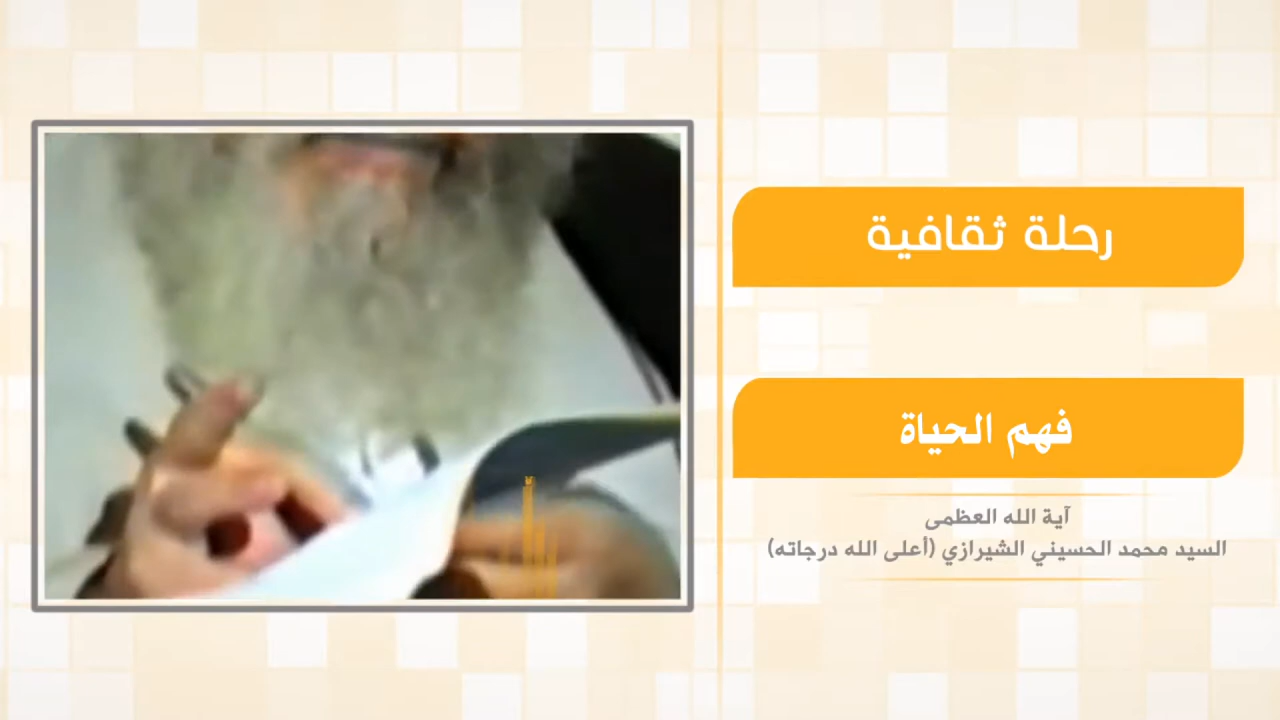 رحلة ثقافية
فهم الحياة
آية الله العظمى
السيد محمد الحسيني الشيرازي (أعلى الله درجاته)